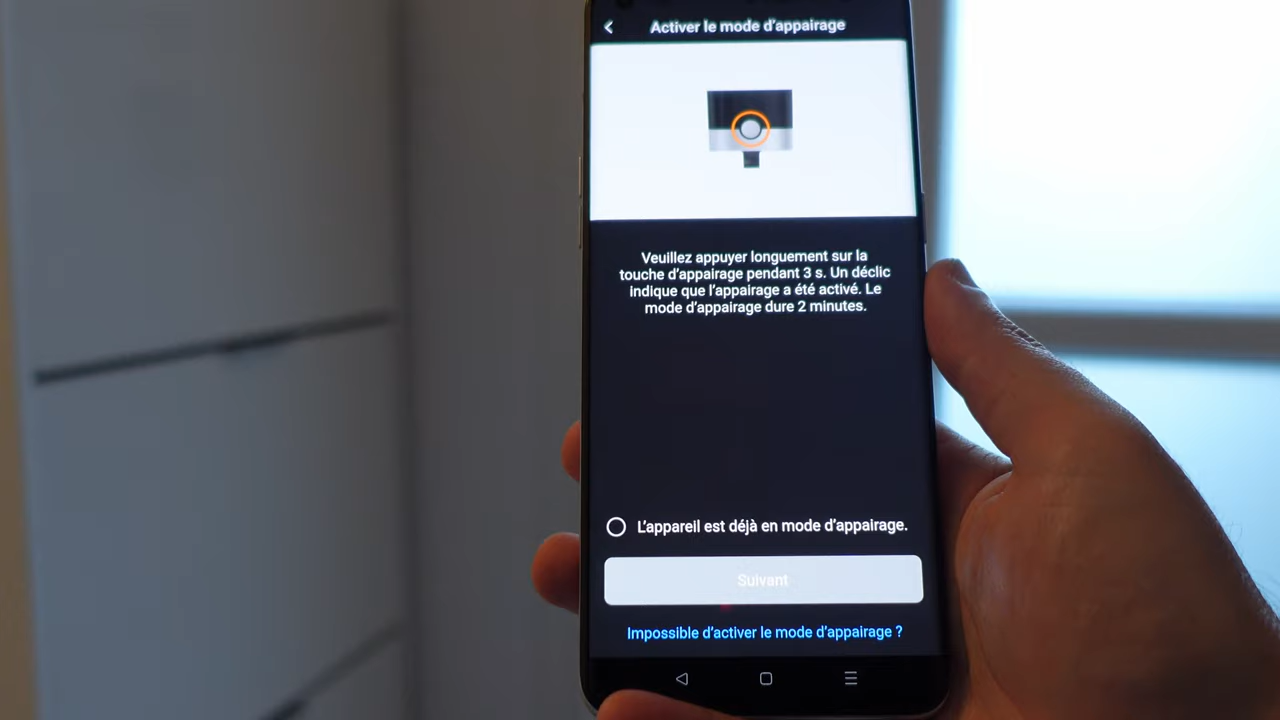 Activer le mode d'appairage
Veuillez appuyer longuement sur la
touche d'appairage pendant 3 s. Un déclic
indique que l'appairage a été activé. Le
mode d'appairage dure 2 minutes.
L'appareil est déjà en mode d'appairage.
Suivant
Impossible d'activer le mode d'appairage ?